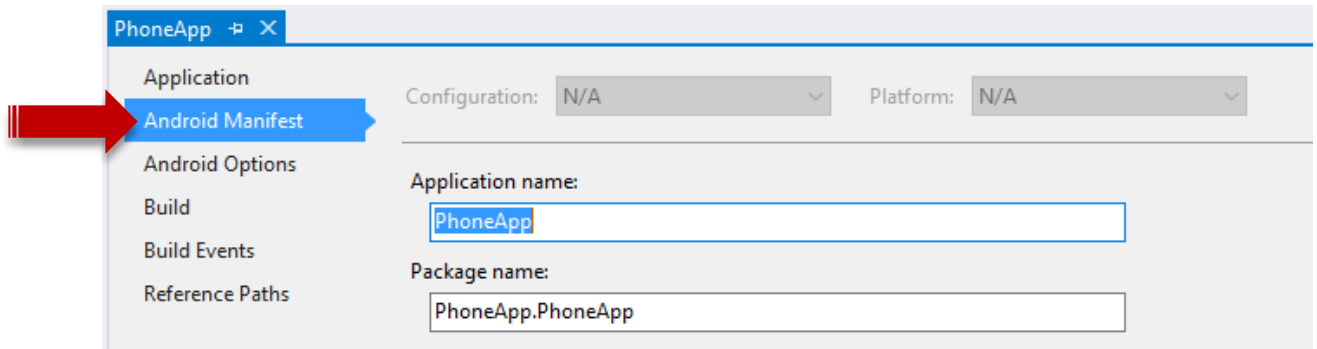 PhoneApp
Application
Android Manifest
Android Options
Build
Build Events
Reference Paths
Configuration: N/A Platform: N/A
Application name:
PhoneApp
Package name:
PhoneApp.PhoneApp